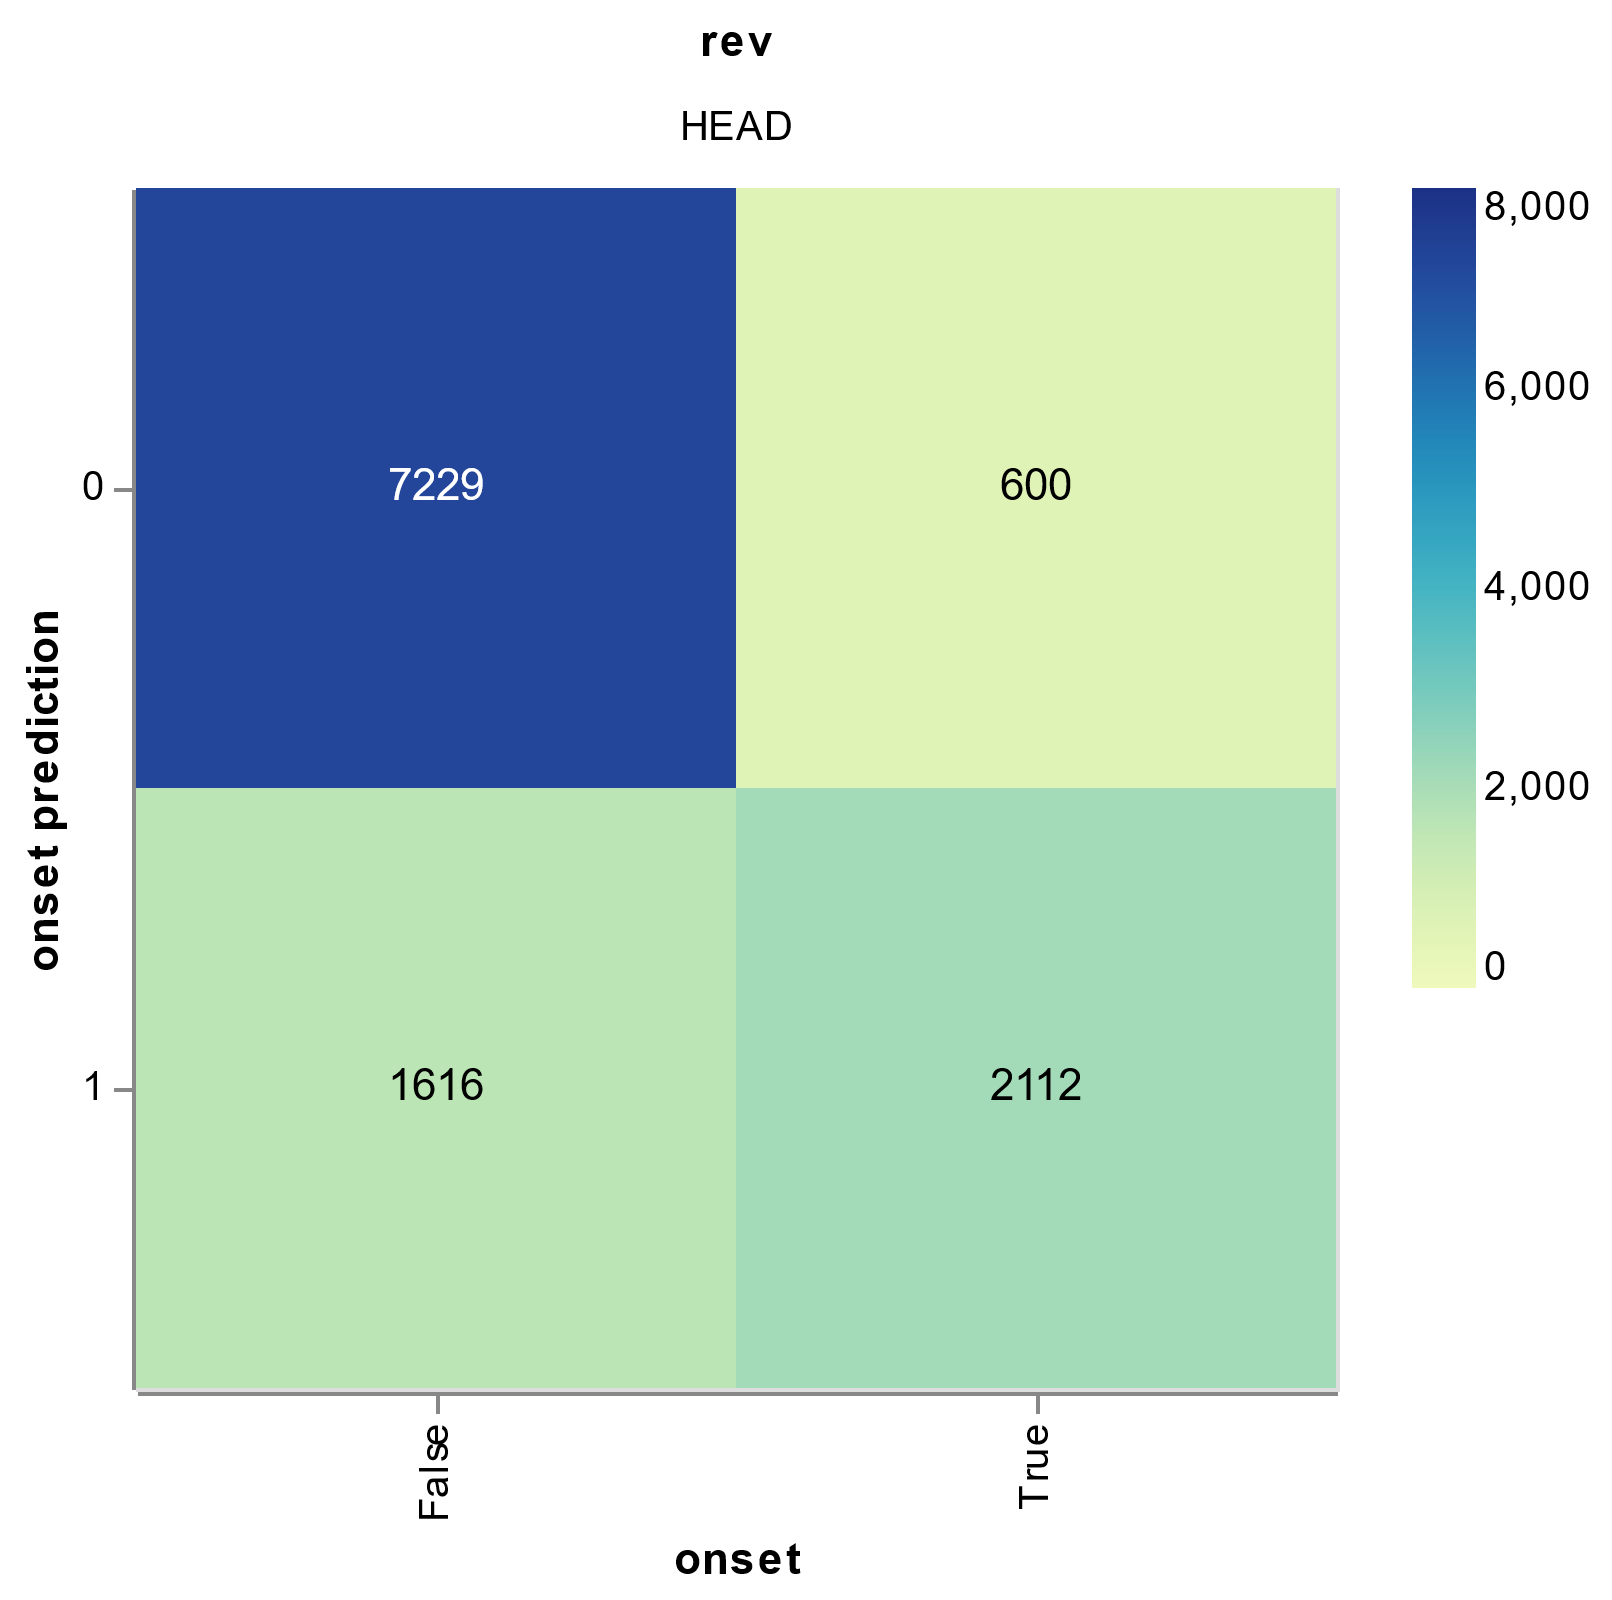 rev
HEAD
8,000
6,000
4,000
2,000
0
onset prediction
0
1
7229
600
1616
2112
False
True
onset